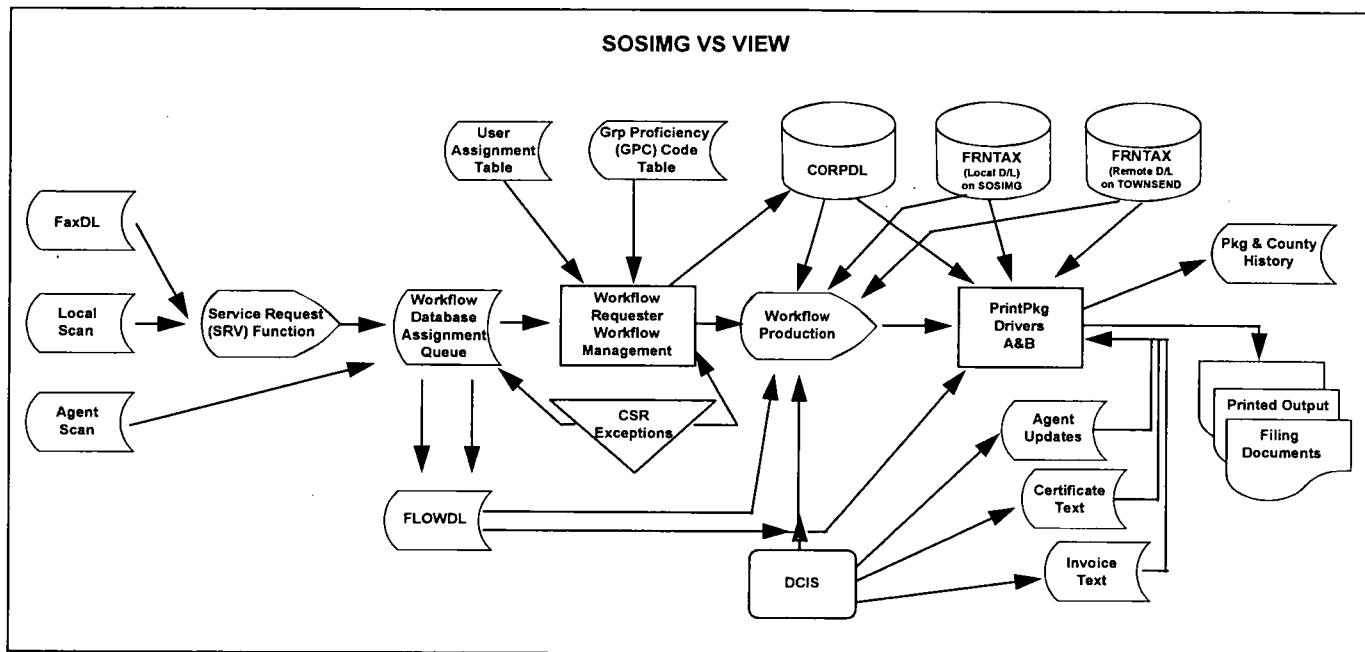 SOSIMG VS VIEW
User
Assignment
Table
Grp Proficiency
(GPC) Code
Table
CORPDL
FRNTAX
(Local D/L)
on SOSIMG
FRNTAX
(Remote D/L
on TOWNSEND
FaxDL
Local
Scan
Agent
Scan
Service Request
(SRV) Function
Workflow
Database
Assignment
Queue
Workflow
Requester
Workflow
Management
Workflow
Production
PrintPkg
Drivers
A&B
Pkg & County
History
CSR
Exceptions
Printed Output
Filing
Documents
FLOWDL
DCIS
Agent
Updates
Certificate
Text
Invoice
Text